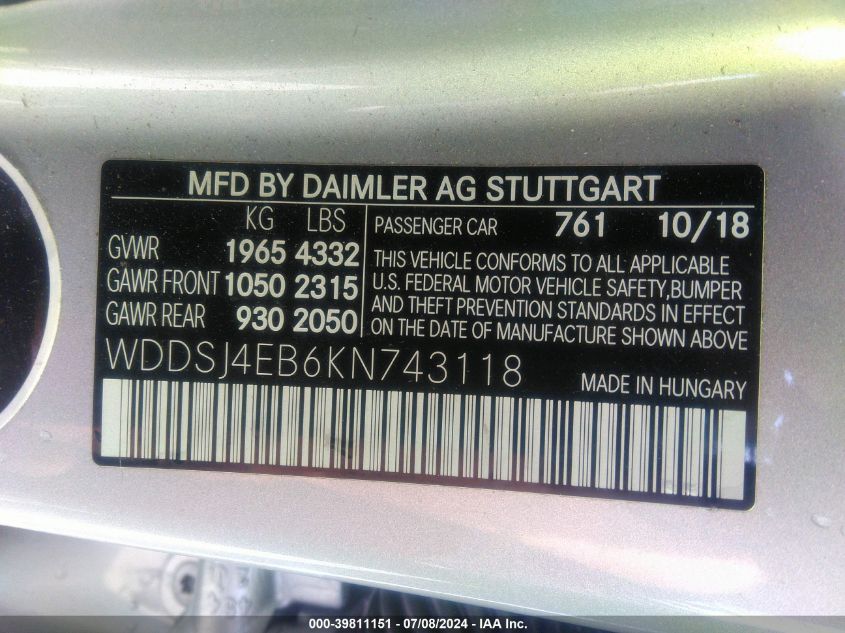 MFD BY DAIMLER AG STUTTGART
KG LBS
GVWR 1965 4332
GAWR FRONT 1050 2315
GAWR REAR 930 2050
PASSENGER CAR 761 10/18
THIS VEHICLE CONFORMS TO ALL APPLICABLE
U.S. FEDERAL MOTOR VEHICLE SAFETY,BUMPER
AND THEFT PREVENTION STANDARDS IN EFFECT
ON THE DATE OF MANUFACTURE SHOWN ABOVE
WDDSJ4EB6KN743118
MADE IN HUNGARY
000-39811151 - 07/08/2024 - IAA Inc.